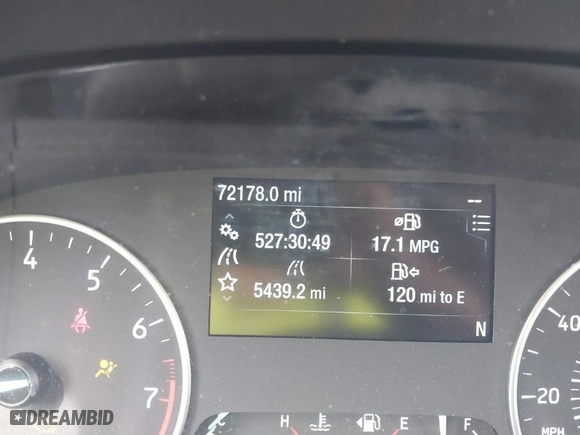 72178.0 mi
--
527:30:49
17.1 MPG
5439.2 mi
120 mi to E
N
4
5
6
7
40
20
MPH
H
E
F
DREAMBID